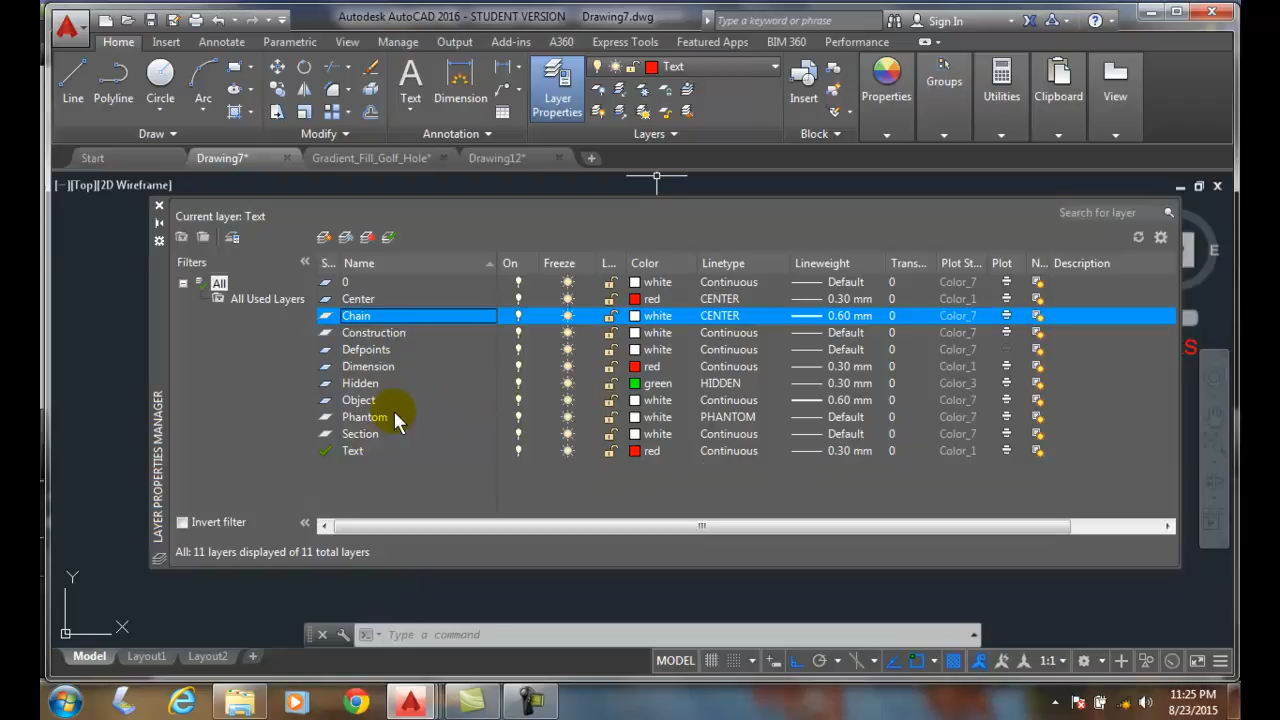 Autodesk AutoCAD 2016 - STUDENT VERSION Drawing7.dwg Type a keyword or phrase Sign In
Home Insert Annotate Parametric View Manage Output Add-ins A360 Express Tools Featured Apps BIM 360 Performance
Text
Line Polyline Circle Arc Text Dimension Layer Properties Insert Properties Groups Utilities Clipboard View
Draw Modify Annotation Layers Block
Start Drawing7* Gradient_Fill_Golf_Hole* Drawing12*
[−][Top][2D Wireframe]
Current layer: Text Search for layer
Filters
S... Name On Freeze L... Color Linetype Lineweight Trans... Plot St... Plot N... Description
All
All Used Layers
0 white Continuous Default 0 Color_7
Center red CENTER 0.30 mm 0 Color_1
Chain white CENTER 0.60 mm 0 Color_7
Construction white Continuous Default 0 Color_7
Defpoints white Continuous Default 0 Color_7
Dimension red Continuous 0.30 mm 0 Color_1
Hidden green HIDDEN 0.30 mm 0 Color_3
Object white Continuous 0.60 mm 0 Color_7
Phantom white PHANTOM Default 0 Color_7
Section white Continuous Default 0 Color_7
Text red Continuous 0.30 mm 0 Color_1
E
S
LAYER PROPERTIES MANAGER
Invert filter
All: 11 layers displayed of 11 total layers
Y
X
Type a command
Model Layout1 Layout2 MODEL 1:1
11:25 PM
8/23/2015